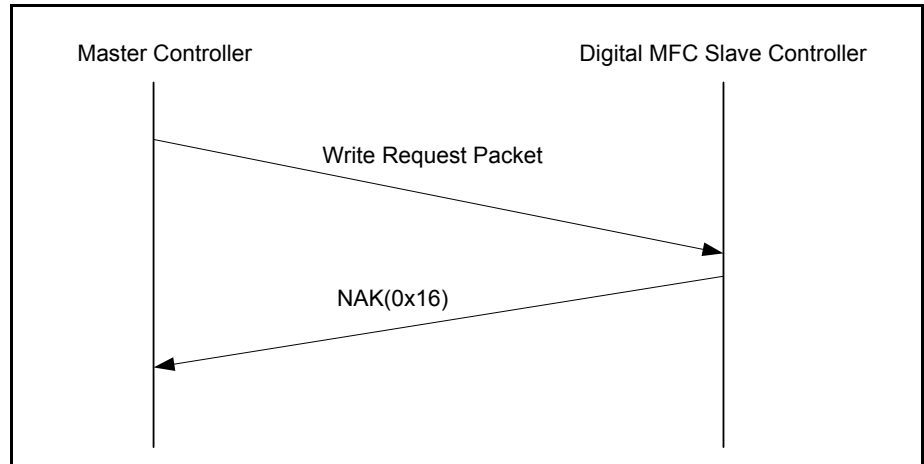 Master Controller
Digital MFC Slave Controller
Write Request Packet
NAK(0x16)